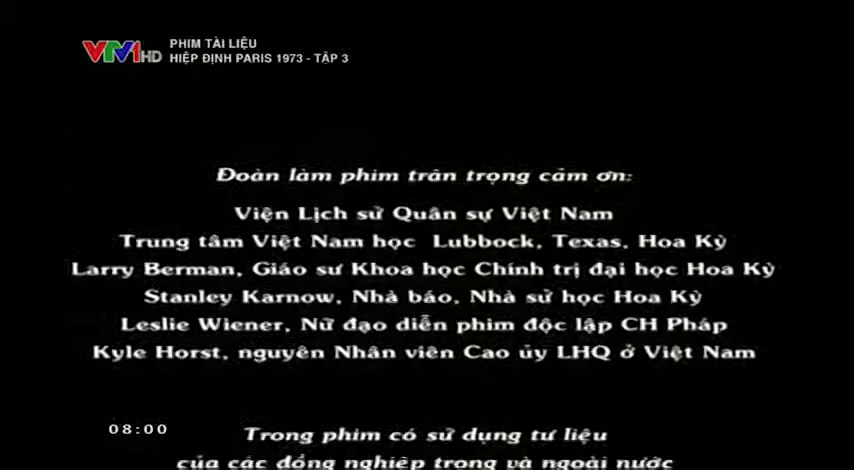 VTV1 HD
PHIM TÀI LIỆU
HIỆP ĐỊNH PARIS 1973 - TẬP 3
Đoàn làm phim trân trọng cảm ơn:
Viện Lịch sử Quân sự Việt Nam
Trung tâm Việt Nam học Lubbock, Texas, Hoa Kỳ
Larry Berman, Giáo sư Khoa học Chính trị đại học Hoa Kỳ
Stanley Karnow, Nhà báo, Nhà sử học Hoa Kỳ
Leslie Wiener, Nữ đạo diễn phim độc lập CH Pháp
Kyle Horst, nguyên Nhân viên Cao ủy LHQ ở Việt Nam
08:00
Trong phim có sử dụng tư liệu
của các đồng nghiệp trong và ngoài nước